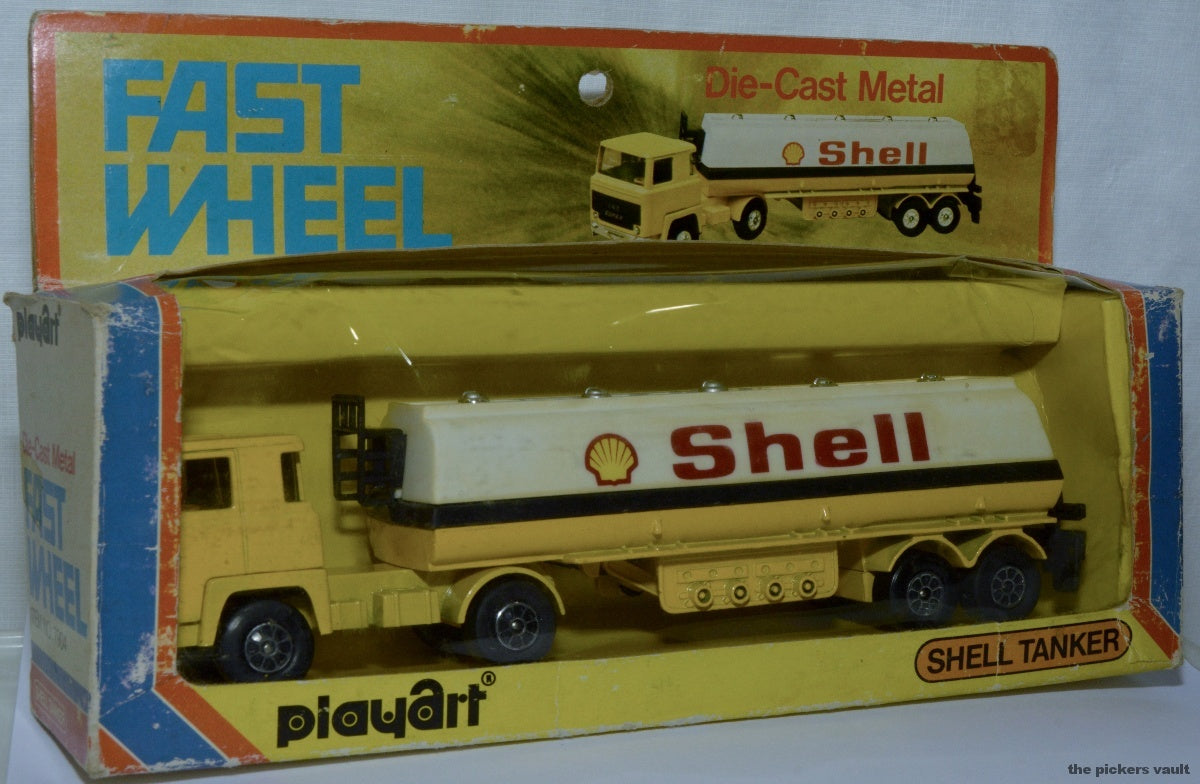 FAST
WHEEL
Die-Cast Metal
Shell
playart®
Die-Cast Metal
FAST
WHEEL
7904
Shell
playart®
SHELL TANKER
the pickers vault